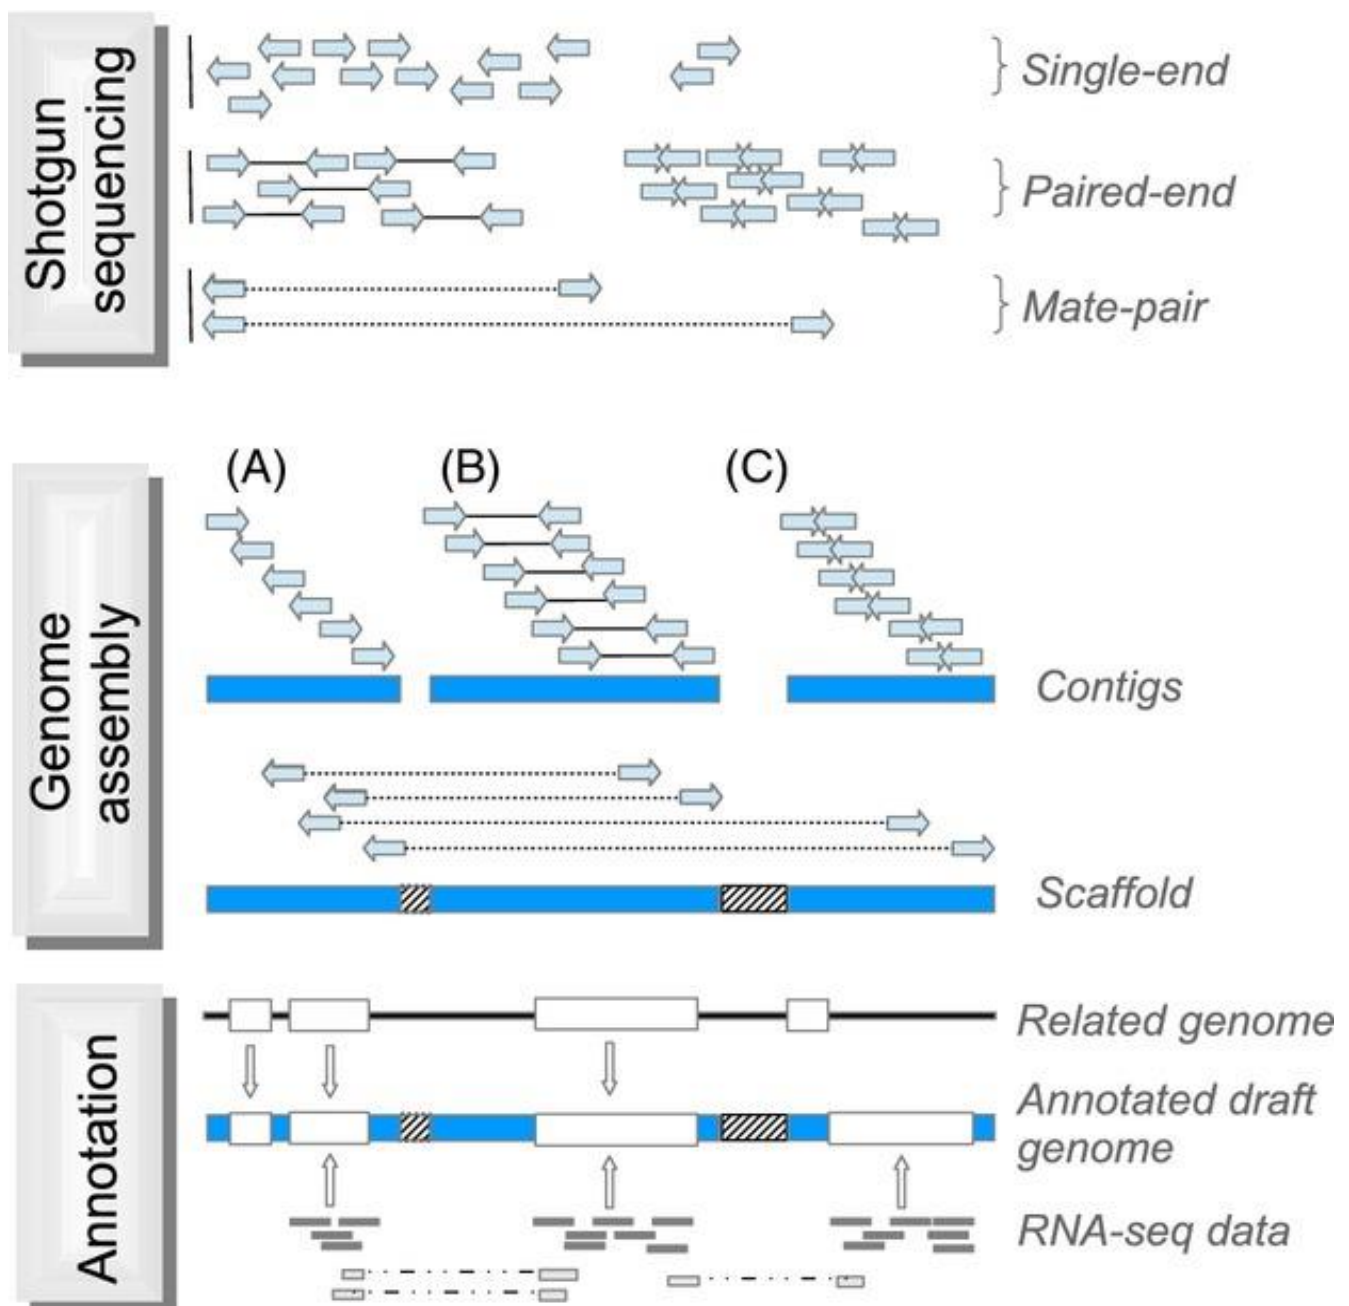 Shotgun
sequencing
Single-end
Paired-end
Mate-pair
Genome
assembly
(A)
(B)
(C)
Contigs
Scaffold
Annotation
Related genome
Annotated draft
genome
RNA-seq data